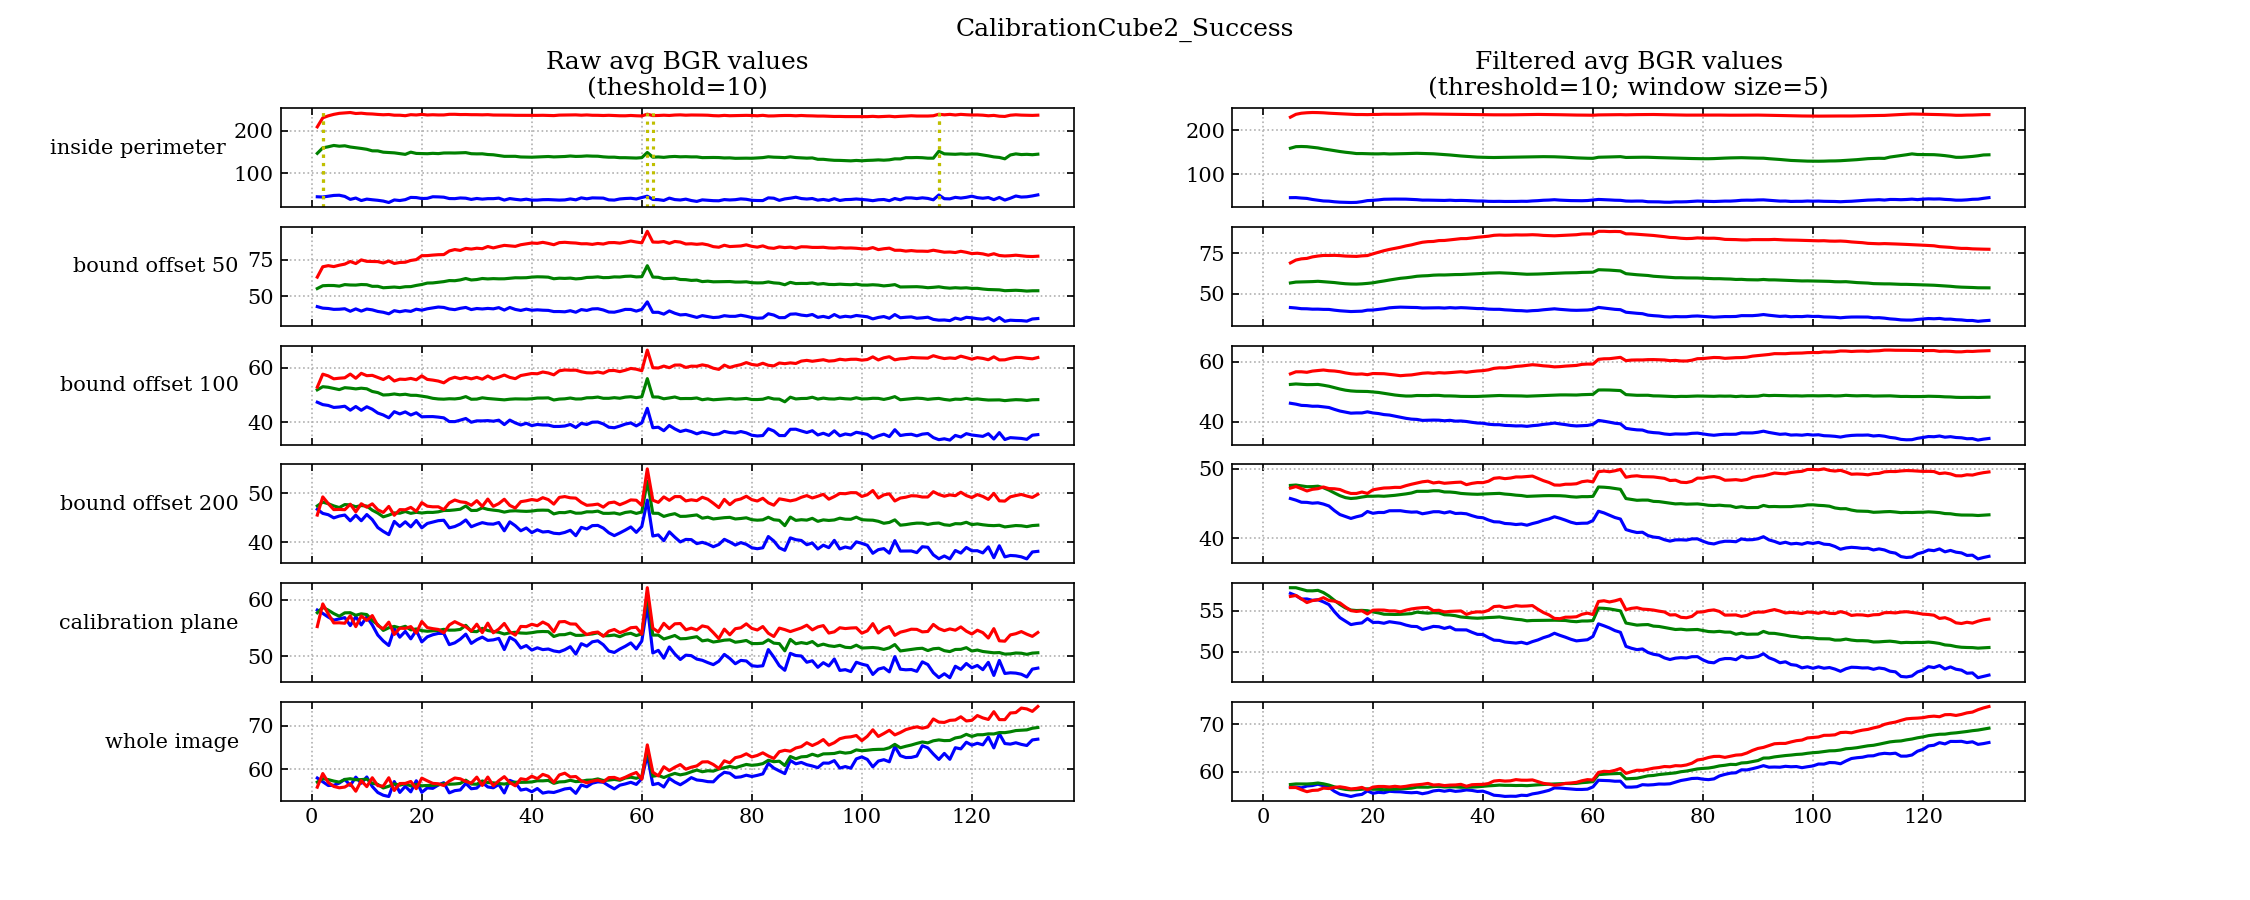 CalibrationCube2_Success
Raw avg BGR values
(theshold=10)
Filtered avg BGR values
(threshold=10; window size=5)
inside perimeter
200
100
200
100
bound offset 50
75
50
75
50
bound offset 100
60
40
60
40
bound offset 200
50
40
50
40
calibration plane
60
50
55
50
whole image
70
60
70
60
0 20 40 60 80 100 120
0 20 40 60 80 100 120